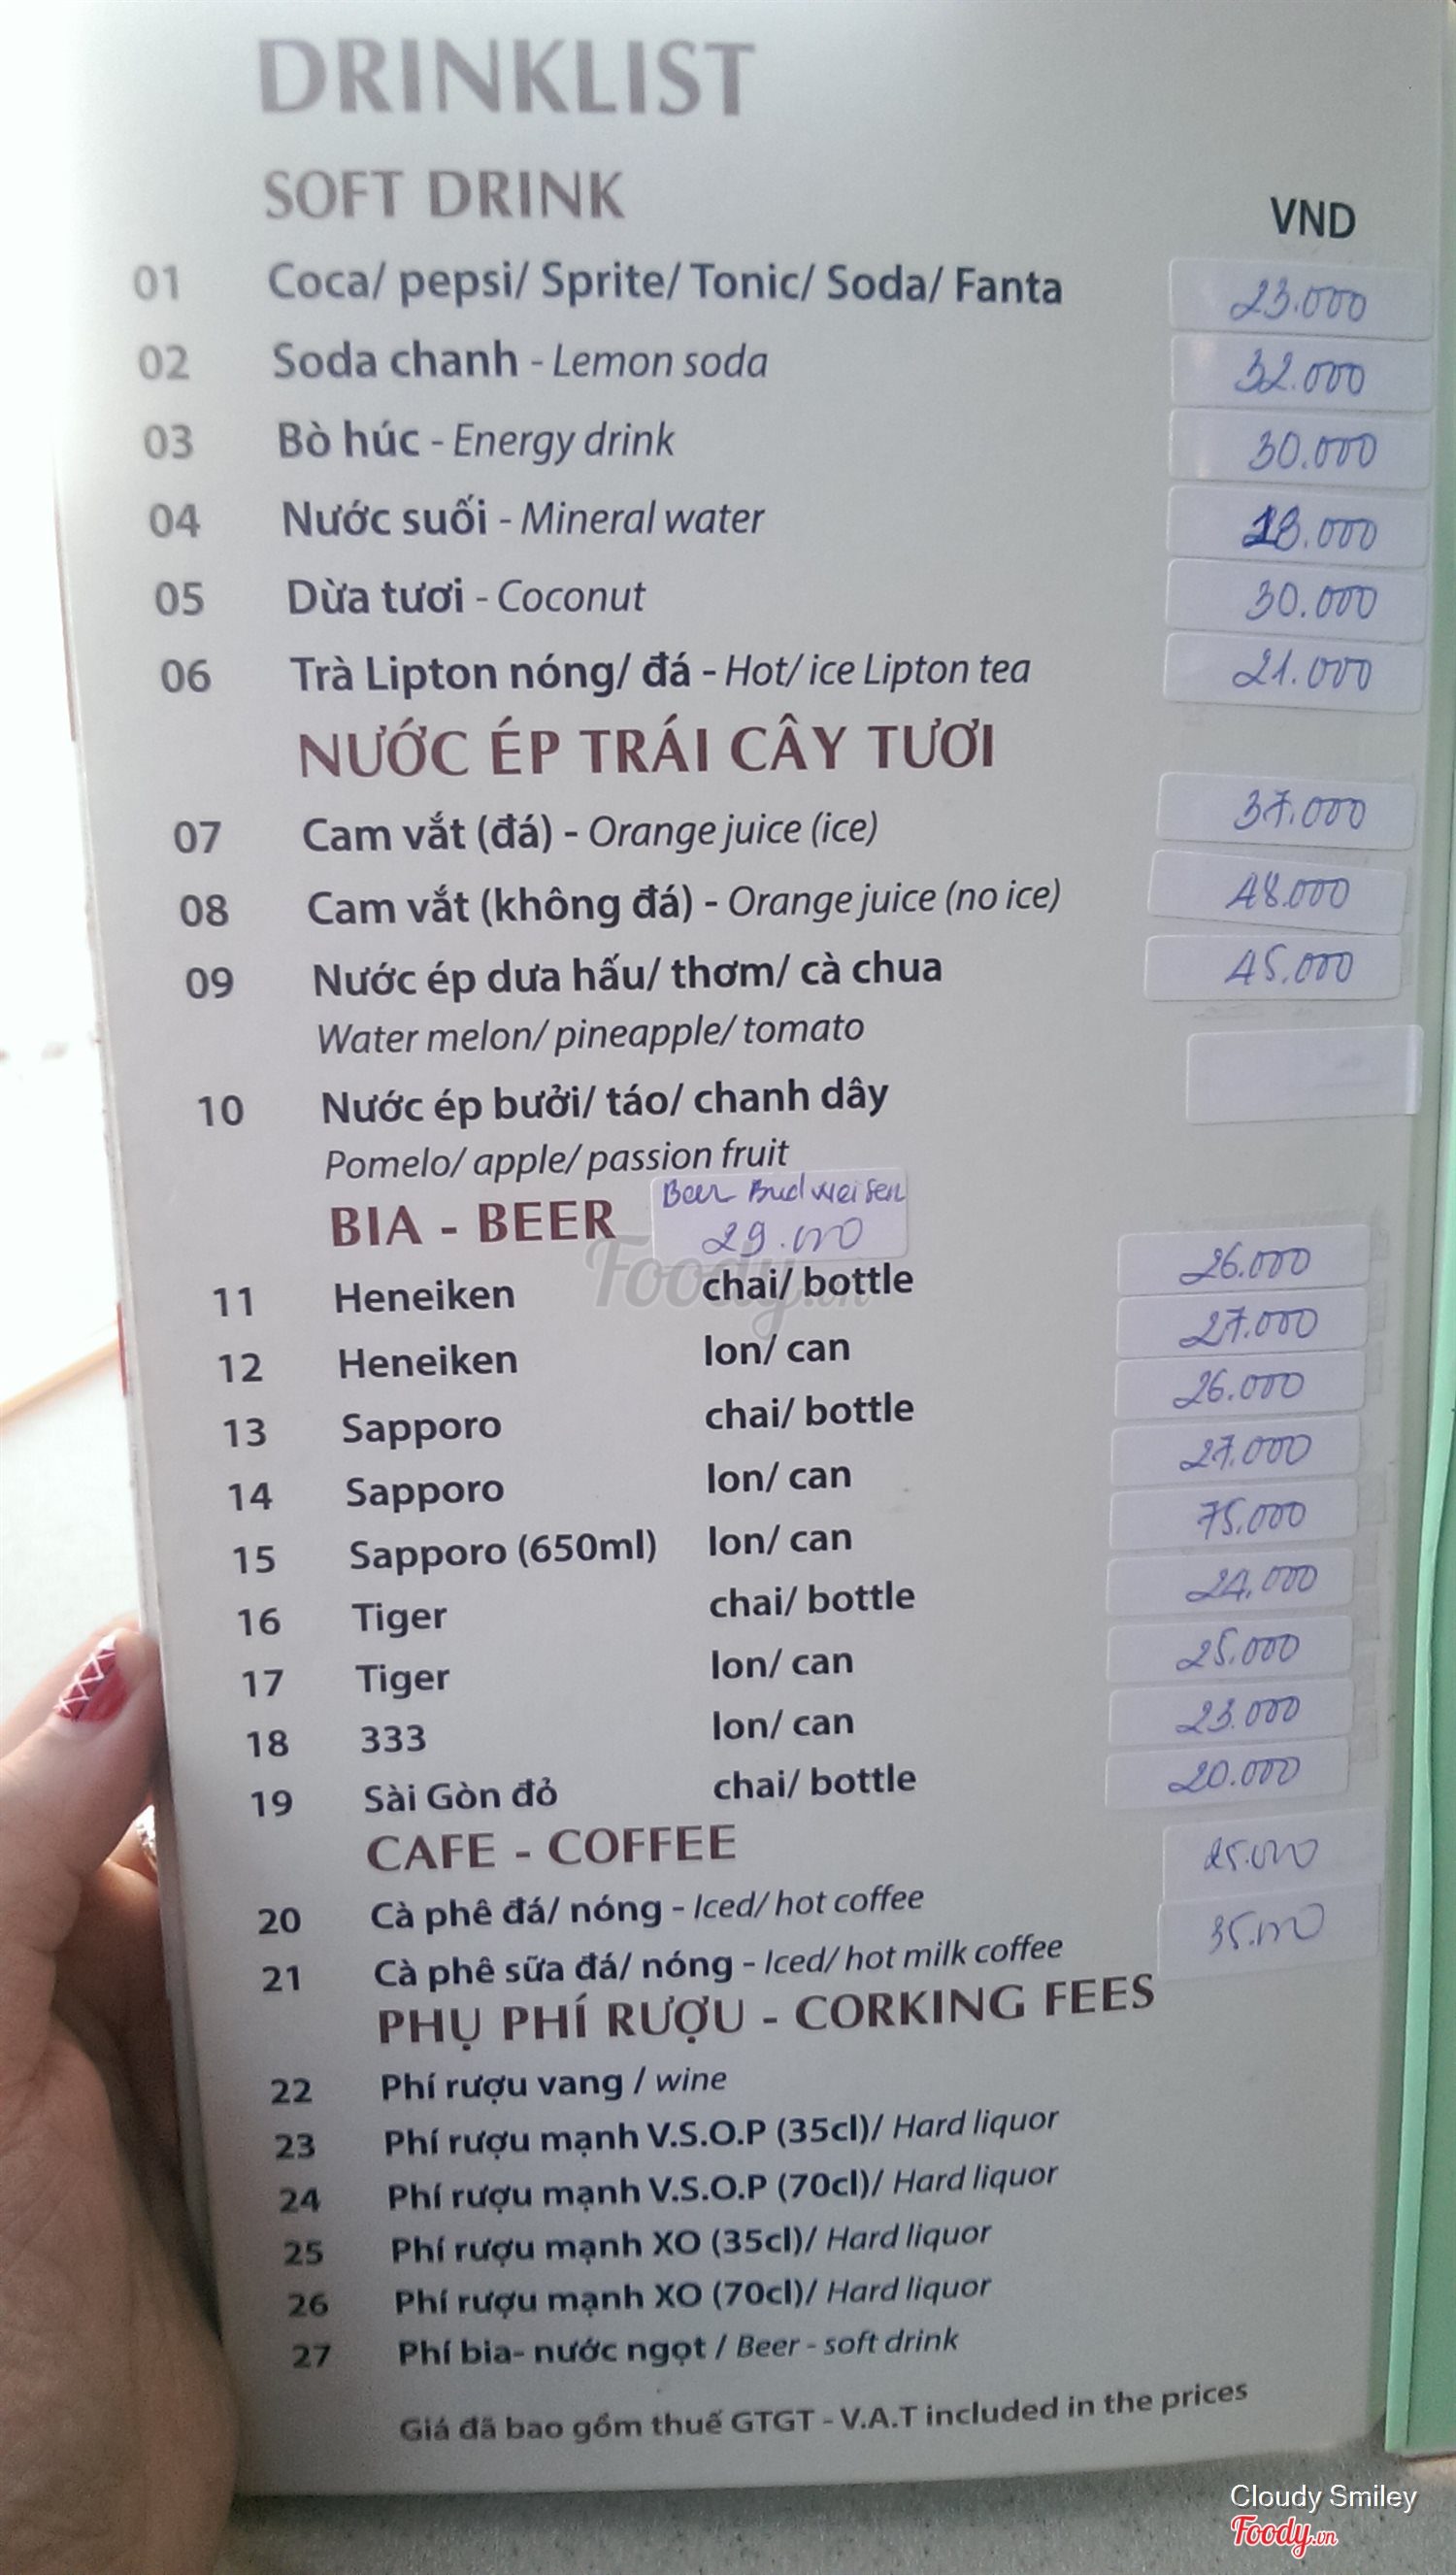 DRINKLIST
SOFT DRINK
VND
01 Coca/ pepsi/ Sprite/ Tonic/ Soda/ Fanta 23.000
02 Soda chanh - Lemon soda 32.000
03 Bò húc - Energy drink 30.000
04 Nước suối - Mineral water 18.000
05 Dừa tươi - Coconut 30.000
06 Trà Lipton nóng/ đá - Hot/ ice Lipton tea 21.000
NƯỚC ÉP TRÁI CÂY TƯƠI
07 Cam vắt (đá) - Orange juice (ice) 37.000
08 Cam vắt (không đá) - Orange juice (no ice) 48.000
09 Nước ép dưa hấu/ thơm/ cà chua 45.000
Water melon/ pineapple/ tomato
10 Nước ép bưởi/ táo/ chanh dây
Pomelo/ apple/ passion fruit
BIA - BEER Beer Budweiser
29.000
11 Heneiken chai/ bottle 26.000
12 Heneiken lon/ can 27.000
13 Sapporo chai/ bottle 26.000
14 Sapporo lon/ can 27.000
15 Sapporo (650ml) lon/ can 75.000
16 Tiger chai/ bottle 24.000
17 Tiger lon/ can 25.000
18 333 lon/ can 23.000
19 Sài Gòn đỏ chai/ bottle 20.000
CAFE - COFFEE
20 Cà phê đá/ nóng - Iced/ hot coffee 25.000
21 Cà phê sữa đá/ nóng - Iced/ hot milk coffee 35.000
PHỤ PHÍ RƯỢU - CORKING FEES
22 Phí rượu vang / wine
23 Phí rượu mạnh V.S.O.P (35cl)/ Hard liquor
24 Phí rượu mạnh V.S.O.P (70cl)/ Hard liquor
25 Phí rượu mạnh XO (35cl)/ Hard liquor
26 Phí rượu mạnh XO (70cl)/ Hard liquor
27 Phí bia- nước ngọt / Beer - soft drink
Giá đã bao gồm thuế GTGT - V.A.T included in the prices
Foody.vn
Cloudy Smiley
Foody.vn